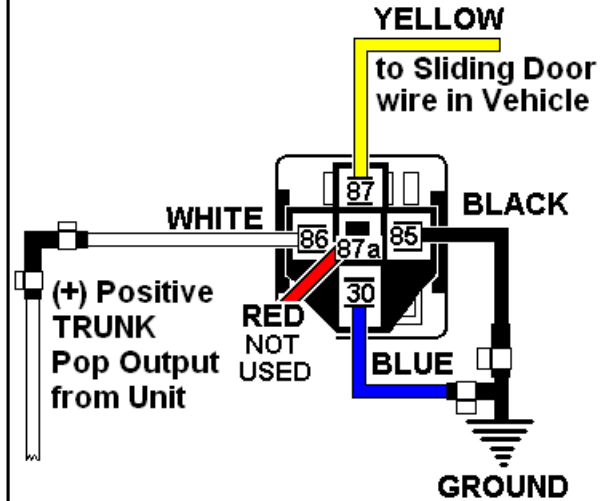 YELLOW
to Sliding Door
wire in Vehicle
87
BLACK
WHITE
86
87a
85
(+) Positive
TRUNK
Pop Output
from Unit
30
RED
NOT
USED
BLUE
GROUND